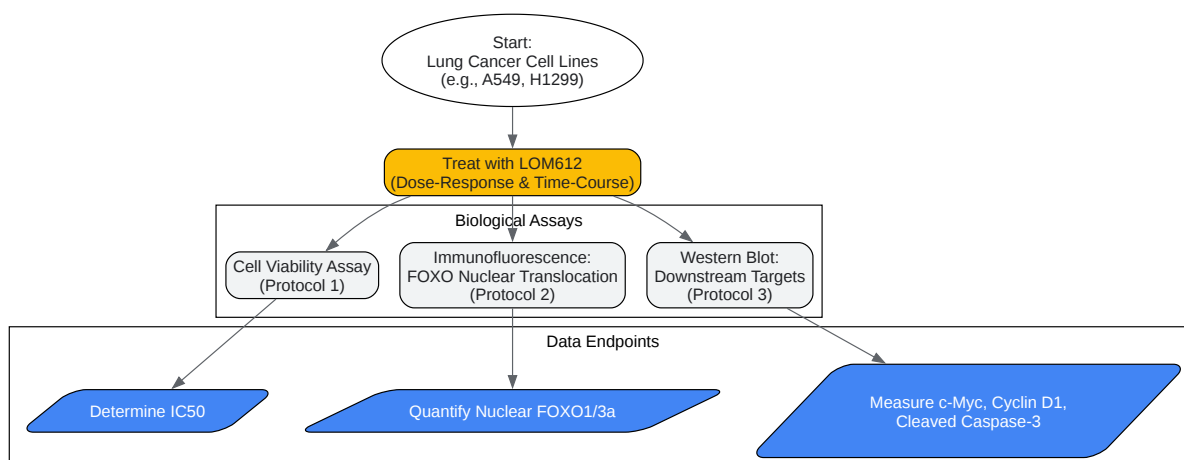 Start:
Lung Cancer Cell Lines
(e.g., A549, H1299)
Treat with LOM612
(Dose-Response & Time-Course)
Biological Assays
Cell Viability Assay
(Protocol 1)
Immunofluorescence:
FOXO Nuclear Translocation
(Protocol 2)
Western Blot:
Downstream Targets
(Protocol 3)
Data Endpoints
Determine IC50
Quantify Nuclear FOXO1/3a
Measure c-Myc, Cyclin D1,
Cleaved Caspase-3